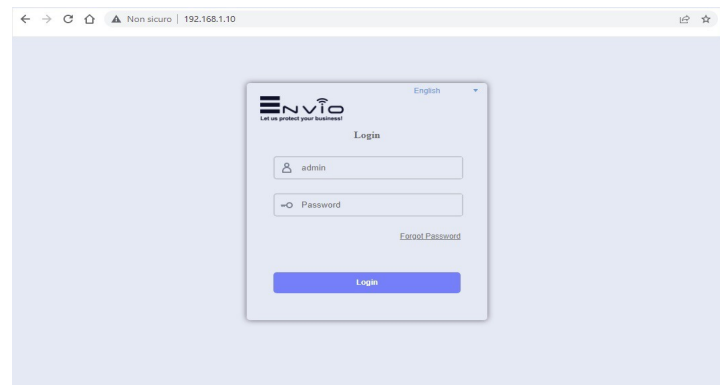 Non sicuro | 192.168.1.10
English
ENVIO
Let us protect your business!
Login
admin
Password
Forgot Password
Login